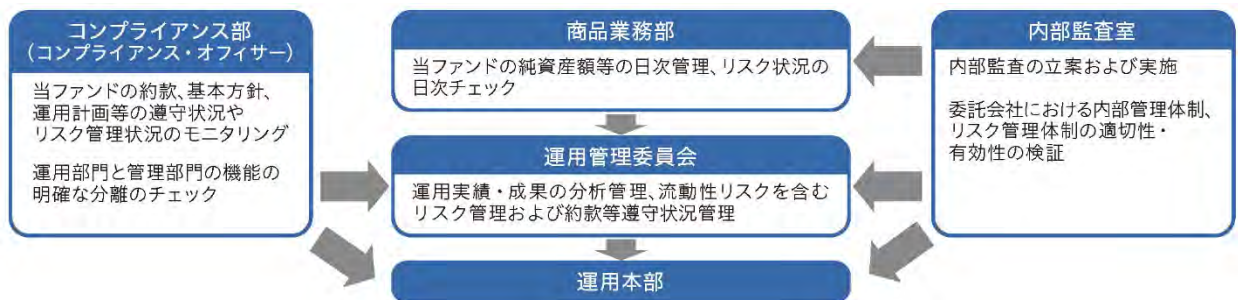 コンプライアンス部
(コンプライアンス・オフィサー)
当ファンドの約款、基本方針、
運用計画等の遵守状況や
リスク管理状況のモニタリング
運用部門と管理部門の機能の
明確な分離のチェック
商品業務部
当ファンドの純資産額等の日次管理、リスク状況の
日次チェック
運用管理委員会
運用実績・成果の分析管理、流動性リスクを含む
リスク管理および約款等遵守状況管理
運用本部
内部監査室
内部監査の立案および実施
委託会社における内部管理体制、
リスク管理体制の適切性・
有効性の検証